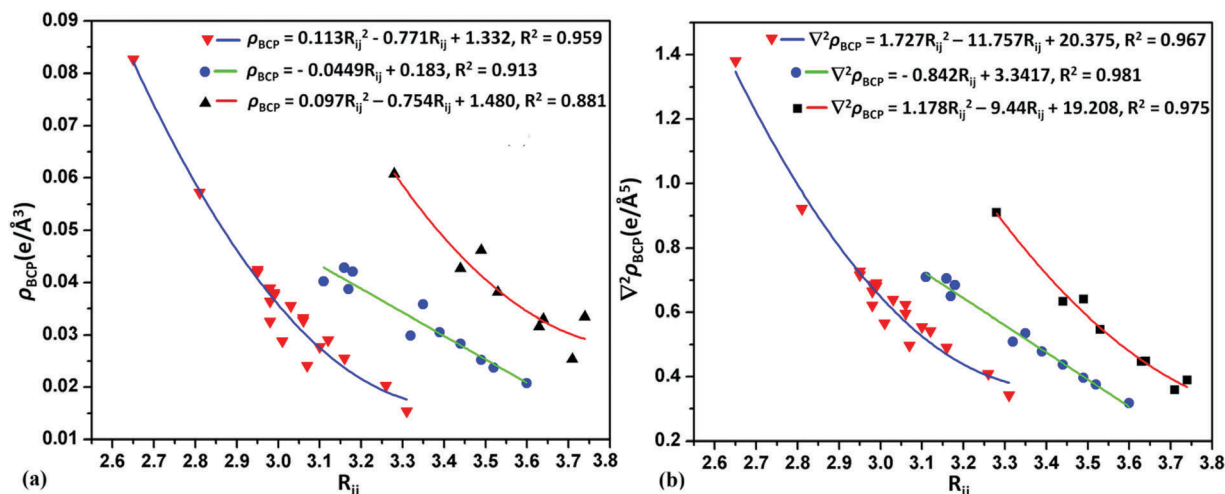 ρBCP = 0.113Rij² - 0.771Rij + 1.332, R² = 0.959
ρBCP = - 0.0449Rij + 0.183, R² = 0.913
ρBCP = 0.097Rij² - 0.754Rij + 1.480, R² = 0.881
0.09
0.08
0.07
0.06
0.05
0.04
0.03
0.02
0.01
ρBCP(e/Å³)
2.6 2.7 2.8 2.9 3.0 3.1 3.2 3.3 3.4 3.5 3.6 3.7 3.8
(a) Rij
∇²ρBCP = 1.727Rij² – 11.757Rij + 20.375, R² = 0.967
∇²ρBCP = - 0.842Rij + 3.3417, R² = 0.981
∇²ρBCP = 1.178Rij² – 9.44Rij + 19.208, R² = 0.975
1.4
1.2
1.0
0.8
0.6
0.4
0.2
∇²ρBCP(e/Å⁵)
2.6 2.7 2.8 2.9 3.0 3.1 3.2 3.3 3.4 3.5 3.6 3.7 3.8
(b) Rij